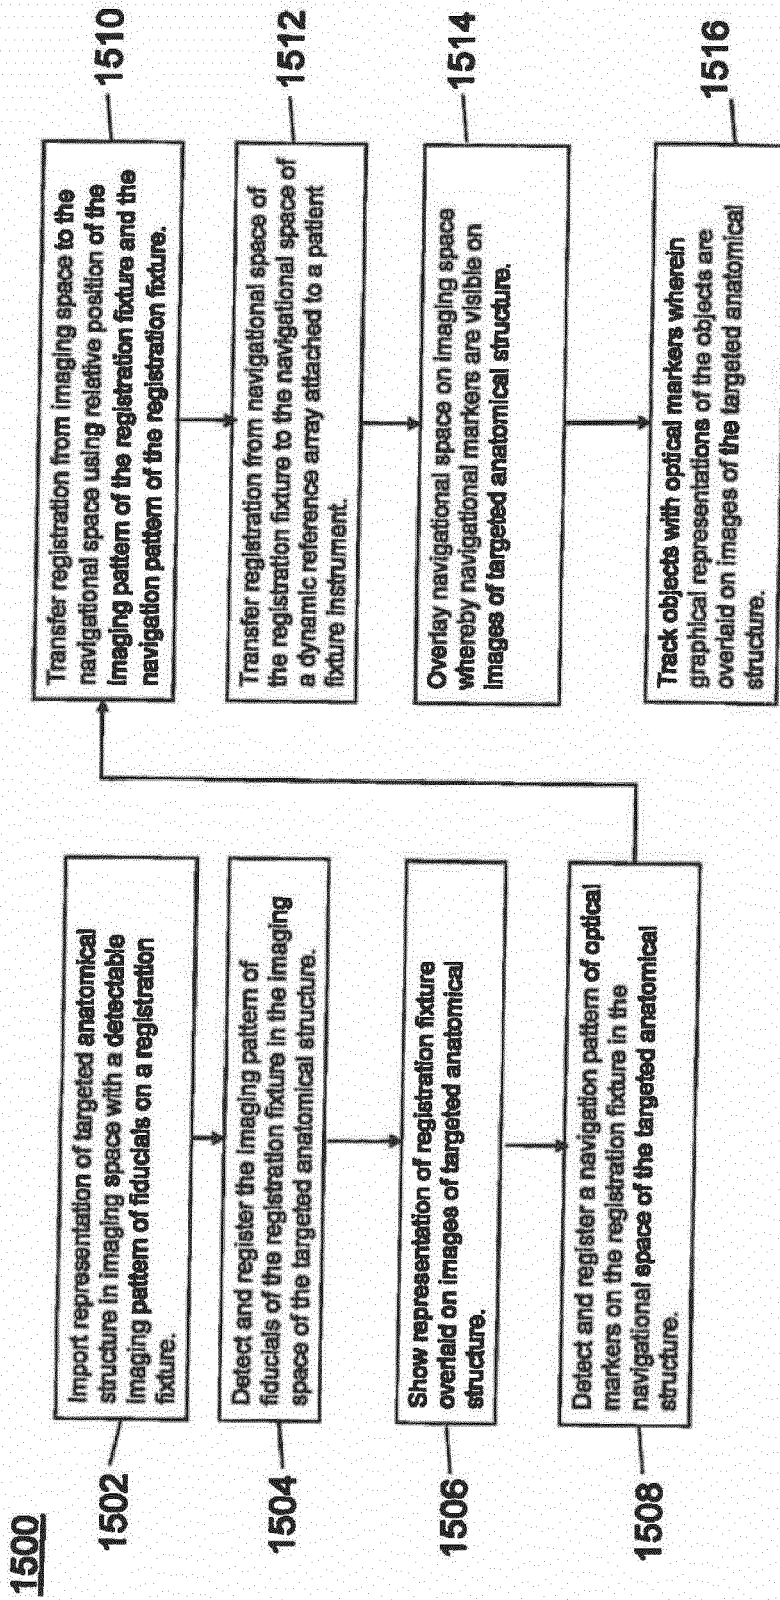 1500
1502
Import representation of targeted anatomical
structure in imaging space with a detectable
imaging pattern of fiducials on a registration
fixture.
1504
Detect and register the imaging pattern of
fiducials of the registration fixture in the imaging
space of the targeted anatomical structure.
1506
Show representation of registration fixture
overlaid on images of targeted anatomical
structure.
1508
Detect and register a navigation pattern of optical
markers on the registration fixture in the
navigational space of the targeted anatomical
structure.
1510
Transfer registration from imaging space to the
navigational space using relative position of the
imaging pattern of the registration fixture and the
navigation pattern of the registration fixture.
1512
Transfer registration from navigational space of
the registration fixture to the navigational space of
a dynamic reference array attached to a patient
fixture instrument.
1514
Overlay navigational space on imaging space
whereby navigational markers are visible on
images of targeted anatomical structure.
1516
Track objects with optical markers wherein
graphical representations of the objects are
overlaid on images of the targeted anatomical
structure.